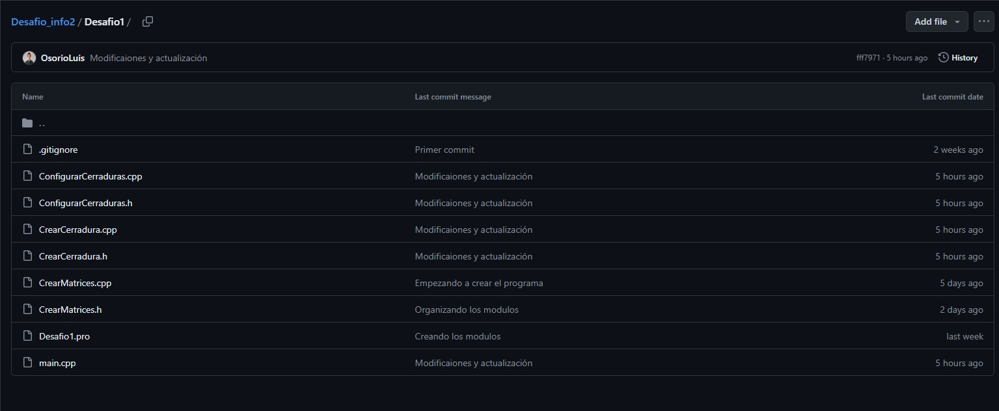 Desafio_info2 / Desafio1 / Add file ...
OsorioLuis Modificaiones y actualización fff7971 · 5 hours ago History
Name Last commit message Last commit date
..
.gitignore Primer commit 2 weeks ago
ConfigurarCerraduras.cpp Modificaiones y actualización 5 hours ago
ConfigurarCerraduras.h Modificaiones y actualización 5 hours ago
CrearCerradura.cpp Modificaiones y actualización 5 hours ago
CrearCerradura.h Modificaiones y actualización 5 hours ago
CrearMatrices.cpp Empezando a crear el programa 5 days ago
CrearMatrices.h Organizando los modulos 2 days ago
Desafio1.pro Creando los modulos last week
main.cpp Modificaiones y actualización 5 hours ago